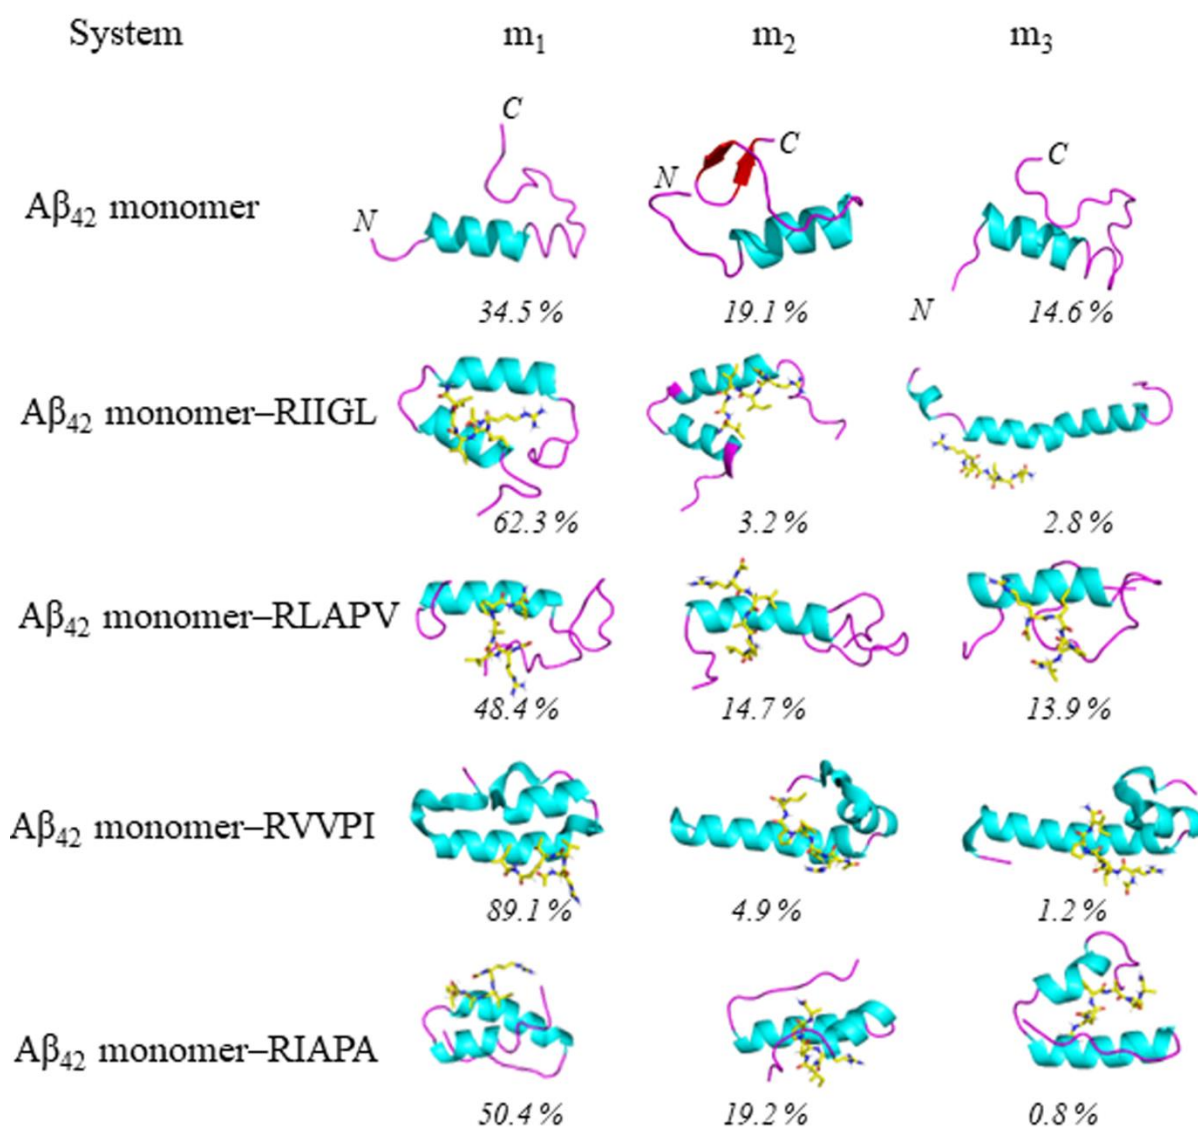 System m₁ m₂ m₃
C
C
C
N
N
Aβ₄₂ monomer
N
34.5 % 19.1 % 14.6 %
Aβ₄₂ monomer–RIIGL
62.3 % 3.2 % 2.8 %
Aβ₄₂ monomer–RLAPV
48.4 % 14.7 % 13.9 %
Aβ₄₂ monomer–RVVPI
89.1 % 4.9 % 1.2 %
Aβ₄₂ monomer–RIAPA
50.4 % 19.2 % 0.8 %